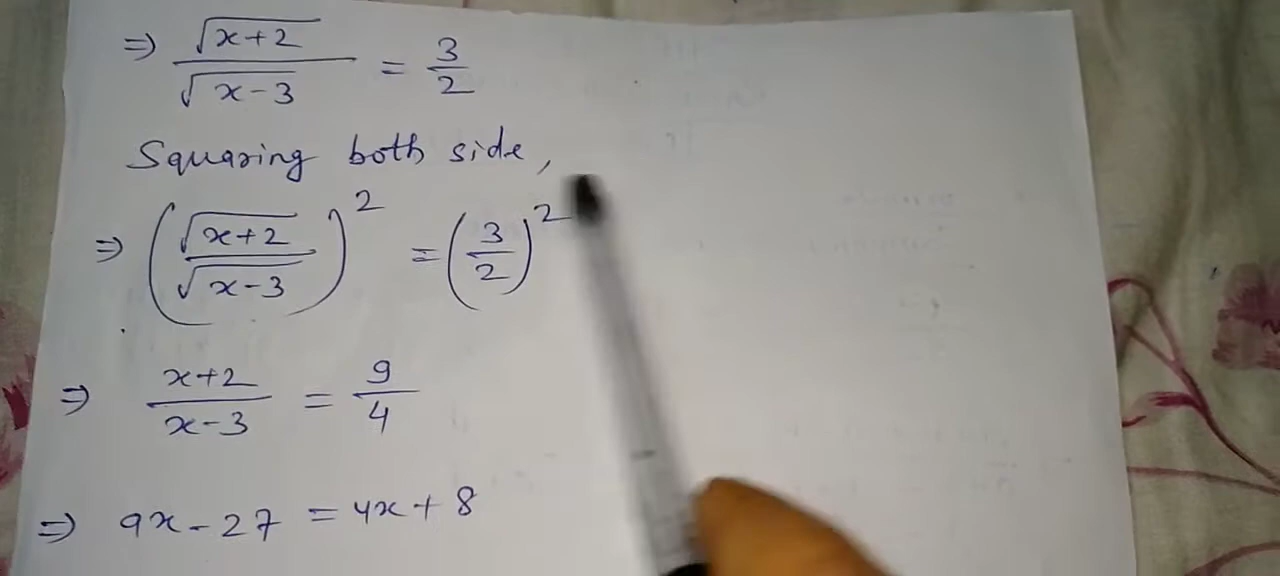 ⇒ √(x+2) / √(x-3) = 3/2
Squaring both side,
⇒ (√(x+2) / √(x-3))² = (3/2)²
⇒ (x+2)/(x-3) = 9/4
⇒ 9x-27 = 4x+8